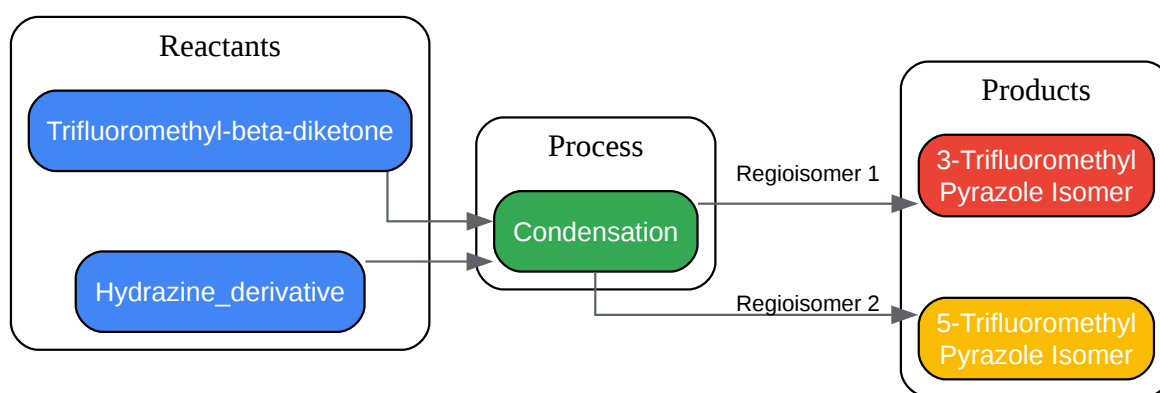 Reactants
Trifluoromethyl-beta-diketone
Hydrazine_derivative
Process
Condensation
Regioisomer 1
Regioisomer 2
Products
3-Trifluoromethyl
Pyrazole Isomer
5-Trifluoromethyl
Pyrazole Isomer